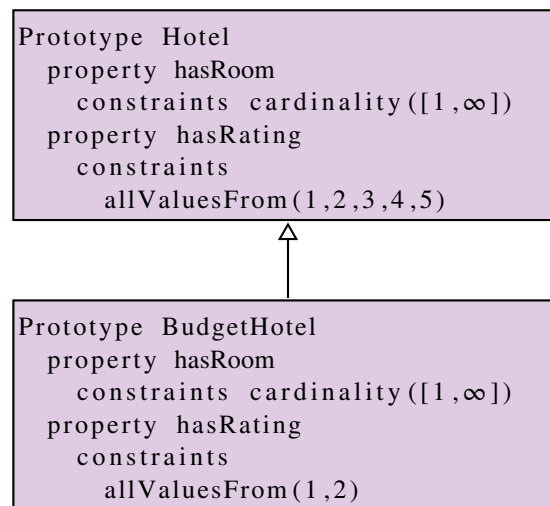 Prototype Hotel
property hasRoom
constraints cardinality([1,∞])
property hasRating
constraints
allValuesFrom(1,2,3,4,5)
Prototype BudgetHotel
property hasRoom
constraints cardinality([1,∞])
property hasRating
constraints
allValuesFrom(1,2)